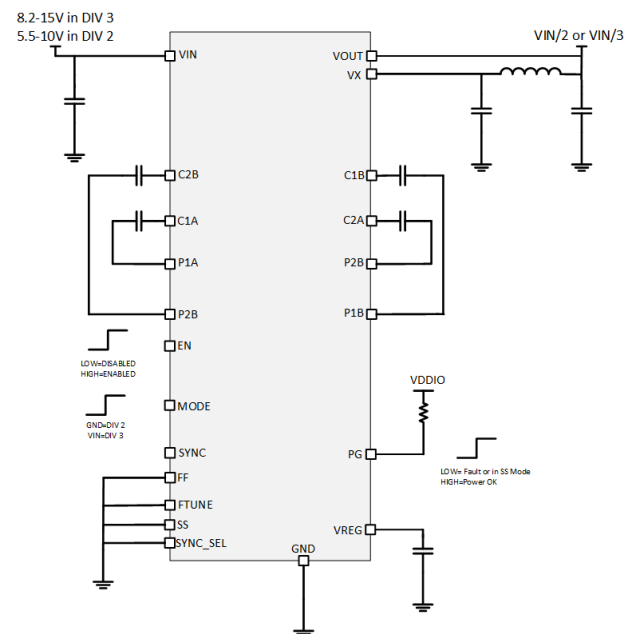 8.2-15V in DIV 3
5.5-10V in DIV 2
VIN/2 or VIN/3
VIN
VOUT
VX
C2B
C1B
C1A
C2A
P1A
P2B
P2B
P1B
EN
LOW=DISABLED
HIGH=ENABLED
VDDIO
MODE
GND=DIV 2
VIN=DIV 3
SYNC
PG
LOW= Fault or in SS Mode
HIGH=Power OK
FF
FTUNE
SS
VREG
SYNC_SEL
GND